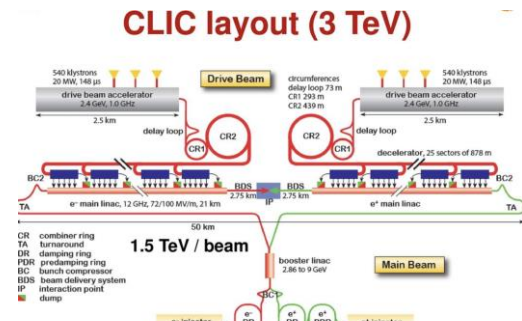 CLIC layout (3 TeV)
540 klystrons
20 MW, 148 µs
drive beam accelerator
2.4 GeV, 1.0 GHz
2.5 km
delay loop
CR1
CR2
Drive Beam
circumferences
delay loop 73 m
CR1 293 m
CR2 439 m
540 klystrons
20 MW, 148 µs
drive beam accelerator
2.4 GeV, 1.0 GHz
2.5 km
delay loop
CR2
CR1
decelerator, 25 sectors of 878 m
BC2
BDS
2.75 km
BDS
2.75 km
BC2
TA
e⁻ main linac, 12 GHz, 72/100 MV/m, 21 km
IP
e⁺ main linac
TA
50 km
CR combiner ring
TA turnaround
DR damping ring
PDR predamping ring
BC bunch compressor
BDS beam delivery system
IP interaction point
dump
1.5 TeV / beam
booster linac
2.86 to 9 GeV
Main Beam
BC1
e⁻
e⁺
e⁺
DR
PDR